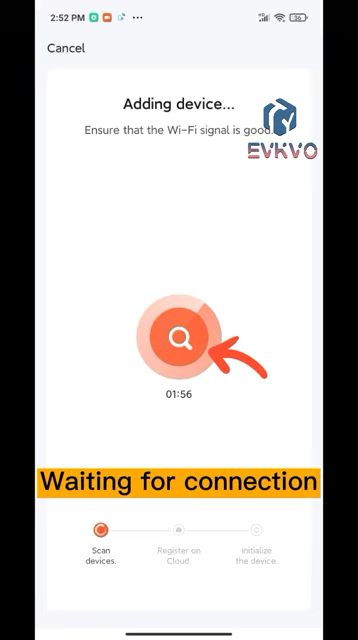 2:52 PM
36
Cancel
Adding device...
Ensure that the Wi-Fi signal is good.
EVKVO
01:56
Waiting for connection
Scan
devices.
Register on
Cloud.
Initialize
the device.